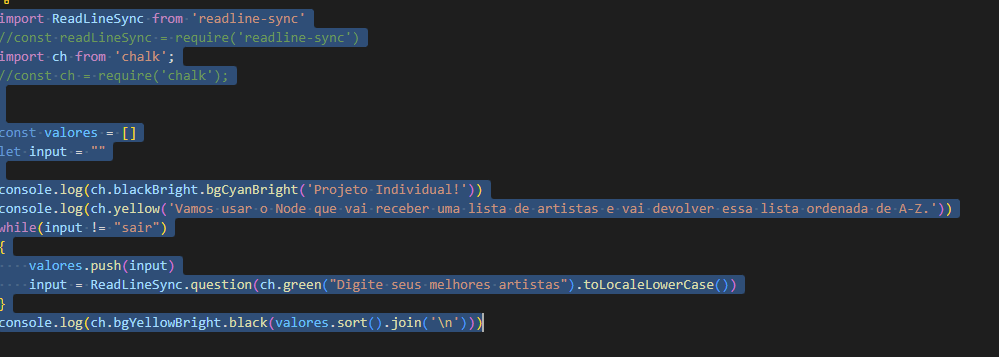 import ReadLineSync from 'readline-sync'
//const readLineSync = require('readline-sync')
import ch from 'chalk';
//const ch = require('chalk');
const valores = []
let input = ""
console.log(ch.blackBright.bgCyanBright('Projeto Individual!'))
console.log(ch.yellow('Vamos usar o Node que vai receber uma lista de artistas e vai devolver essa lista ordenada de A-Z.'))
while(input != "sair")
{
    valores.push(input)
    input = ReadLineSync.question(ch.green("Digite seus melhores artistas").toLocaleLowerCase())
}
console.log(ch.bgYellowBright.black(valores.sort().join('\n')))